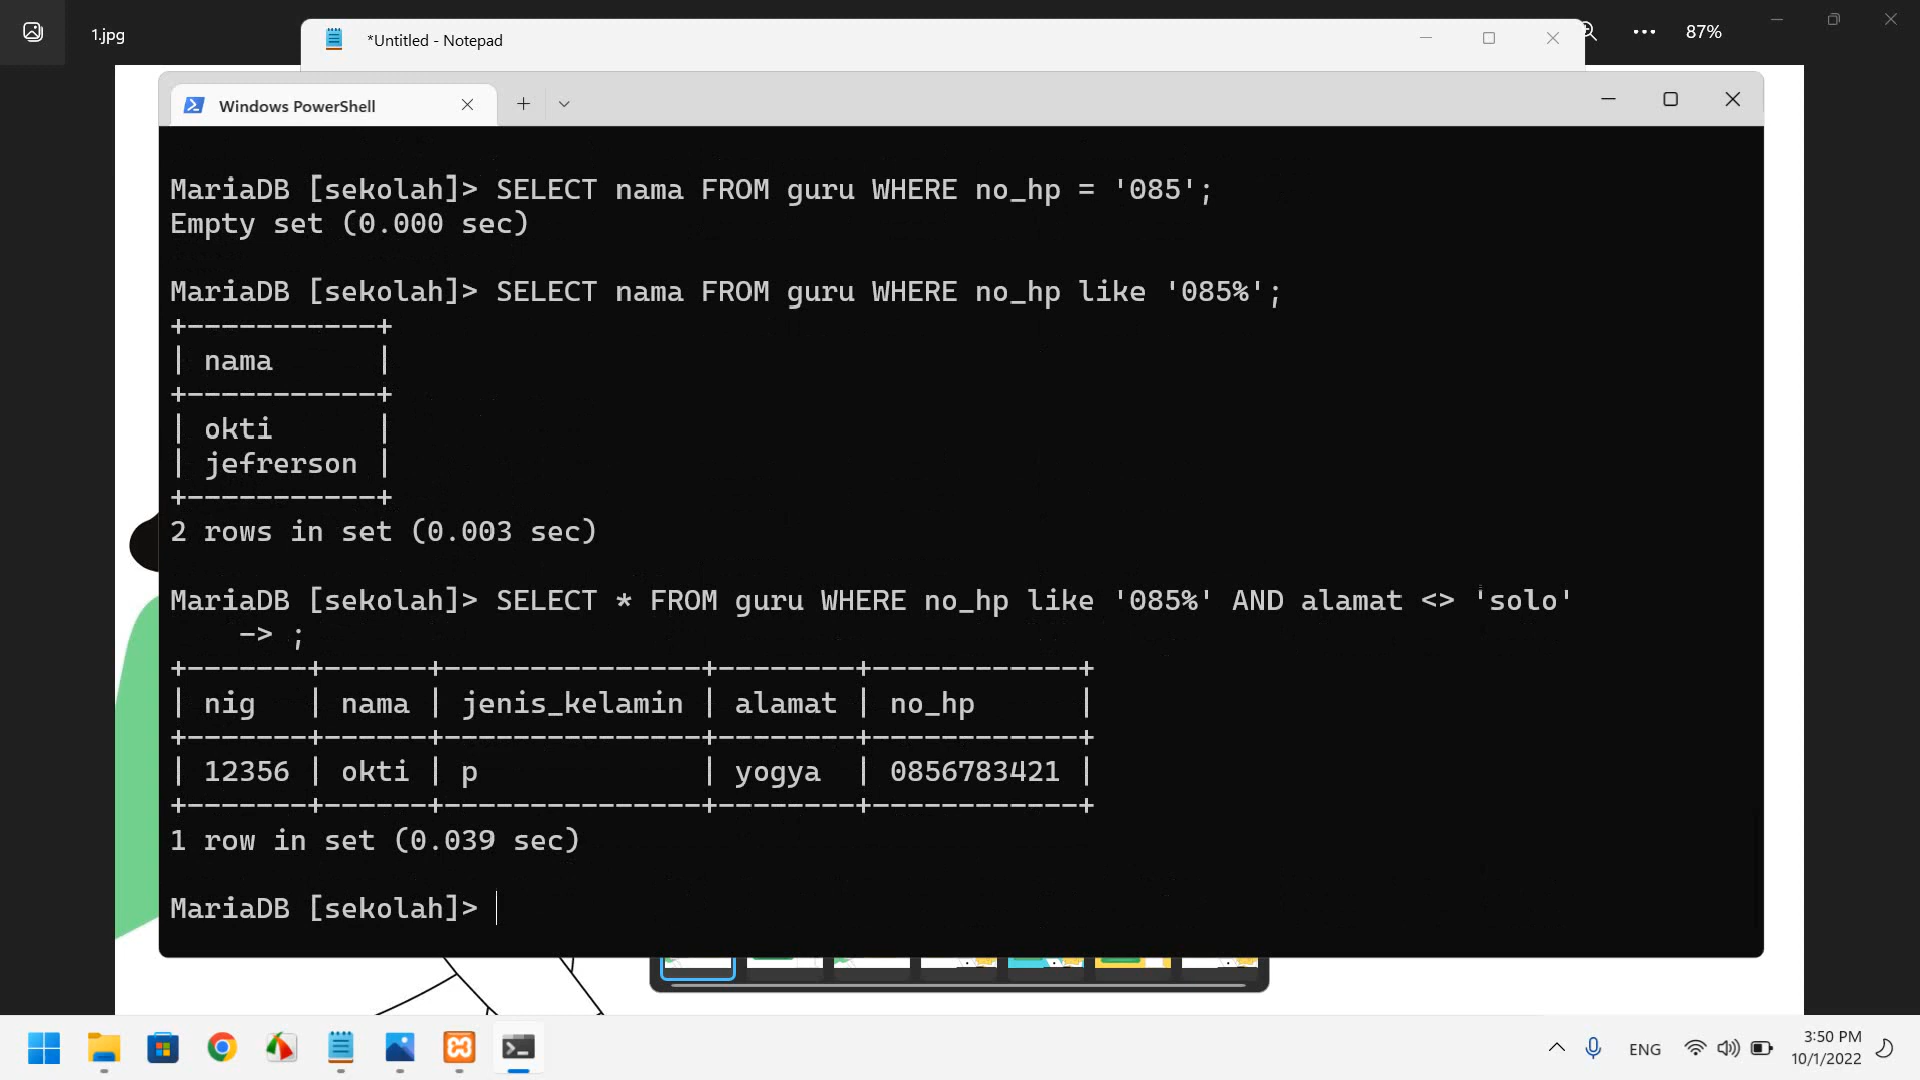 1.jpg
*Untitled - Notepad
87%
Windows PowerShell
MariaDB [sekolah]> SELECT nama FROM guru WHERE no_hp = '085';
Empty set (0.000 sec)
MariaDB [sekolah]> SELECT nama FROM guru WHERE no_hp like '085%';
+-----------+
| nama      |
+-----------+
| okti      |
| jefrerson |
+-----------+
2 rows in set (0.003 sec)
MariaDB [sekolah]> SELECT * FROM guru WHERE no_hp like '085%' AND alamat <> 'solo'
    -> ;
+-------+------+---------------+--------+------------+
| nig   | nama | jenis_kelamin | alamat | no_hp      |
+-------+------+---------------+--------+------------+
| 12356 | okti | p             | yogya  | 0856783421 |
+-------+------+---------------+--------+------------+
1 row in set (0.039 sec)
MariaDB [sekolah]>
ENG
3:50 PM
10/1/2022